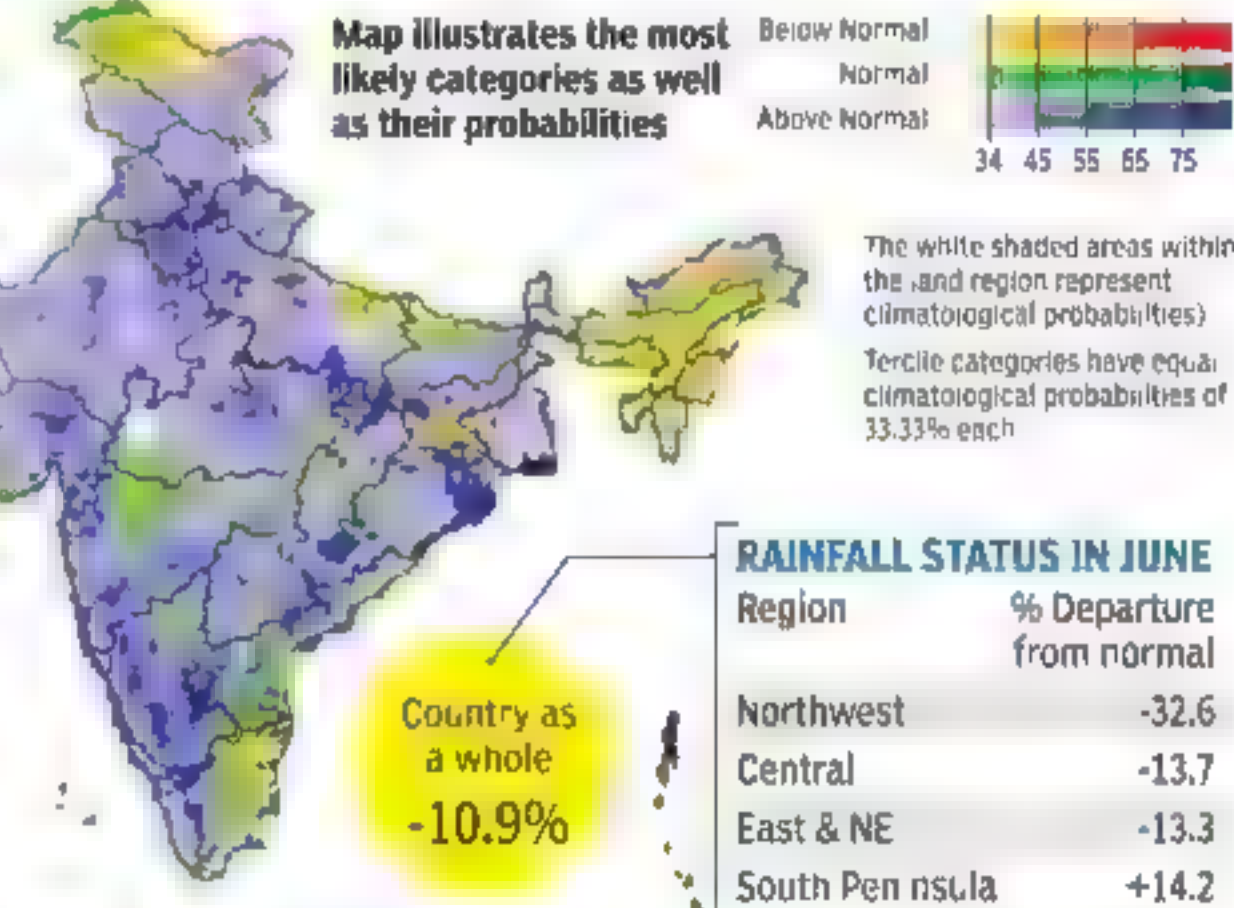 Map illustrates the most
likely categories as well
as their probabilities
Below Normal
Normal
Above Normal
34 45 55 65 75
The white shaded areas within
the land region represent
climatological probabilities)
Tercile categories have equal
climatological probabilities of
33.33% each
RAINFALL STATUS IN JUNE
Region % Departure
from normal
Northwest -32.6
Central -13.7
East & NE -13.3
South Peninsula +14.2
Country as
a whole
-10.9%